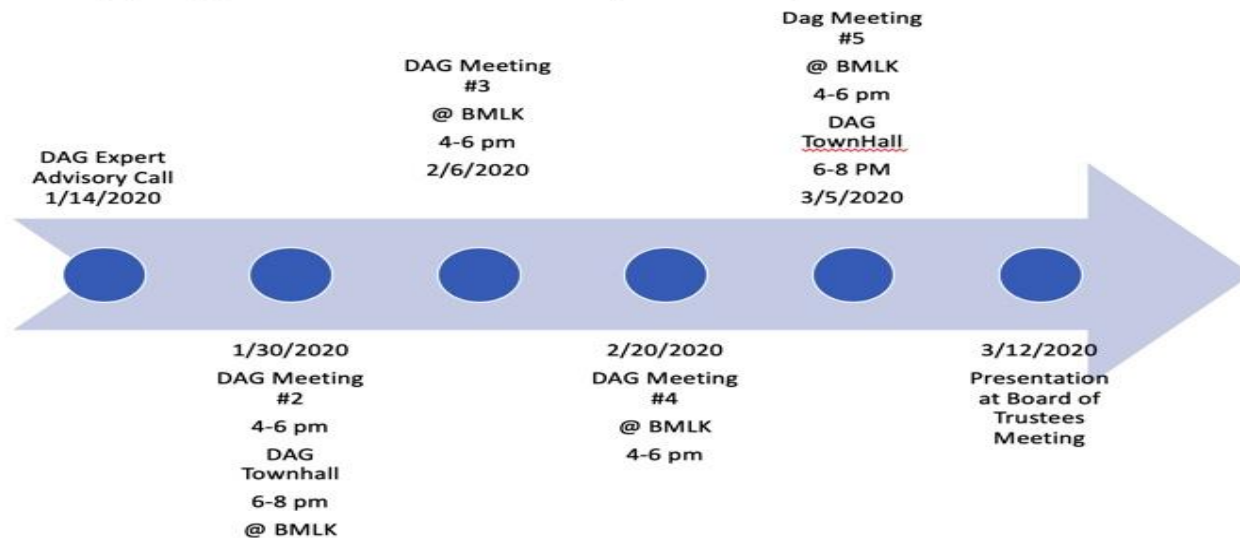 DAG Expert
Advisory Call
1/14/2020
1/30/2020
DAG Meeting
#2
4-6 pm
DAG
Townhall
6-8 pm
@ BMLK
DAG Meeting
#3
@ BMLK
4-6 pm
2/6/2020
2/20/2020
DAG Meeting
#4
@ BMLK
4-6 pm
Dag Meeting
#5
@ BMLK
4-6 pm
DAG
TownHall
6-8 PM
3/5/2020
3/12/2020
Presentation
at Board of
Trustees
Meeting